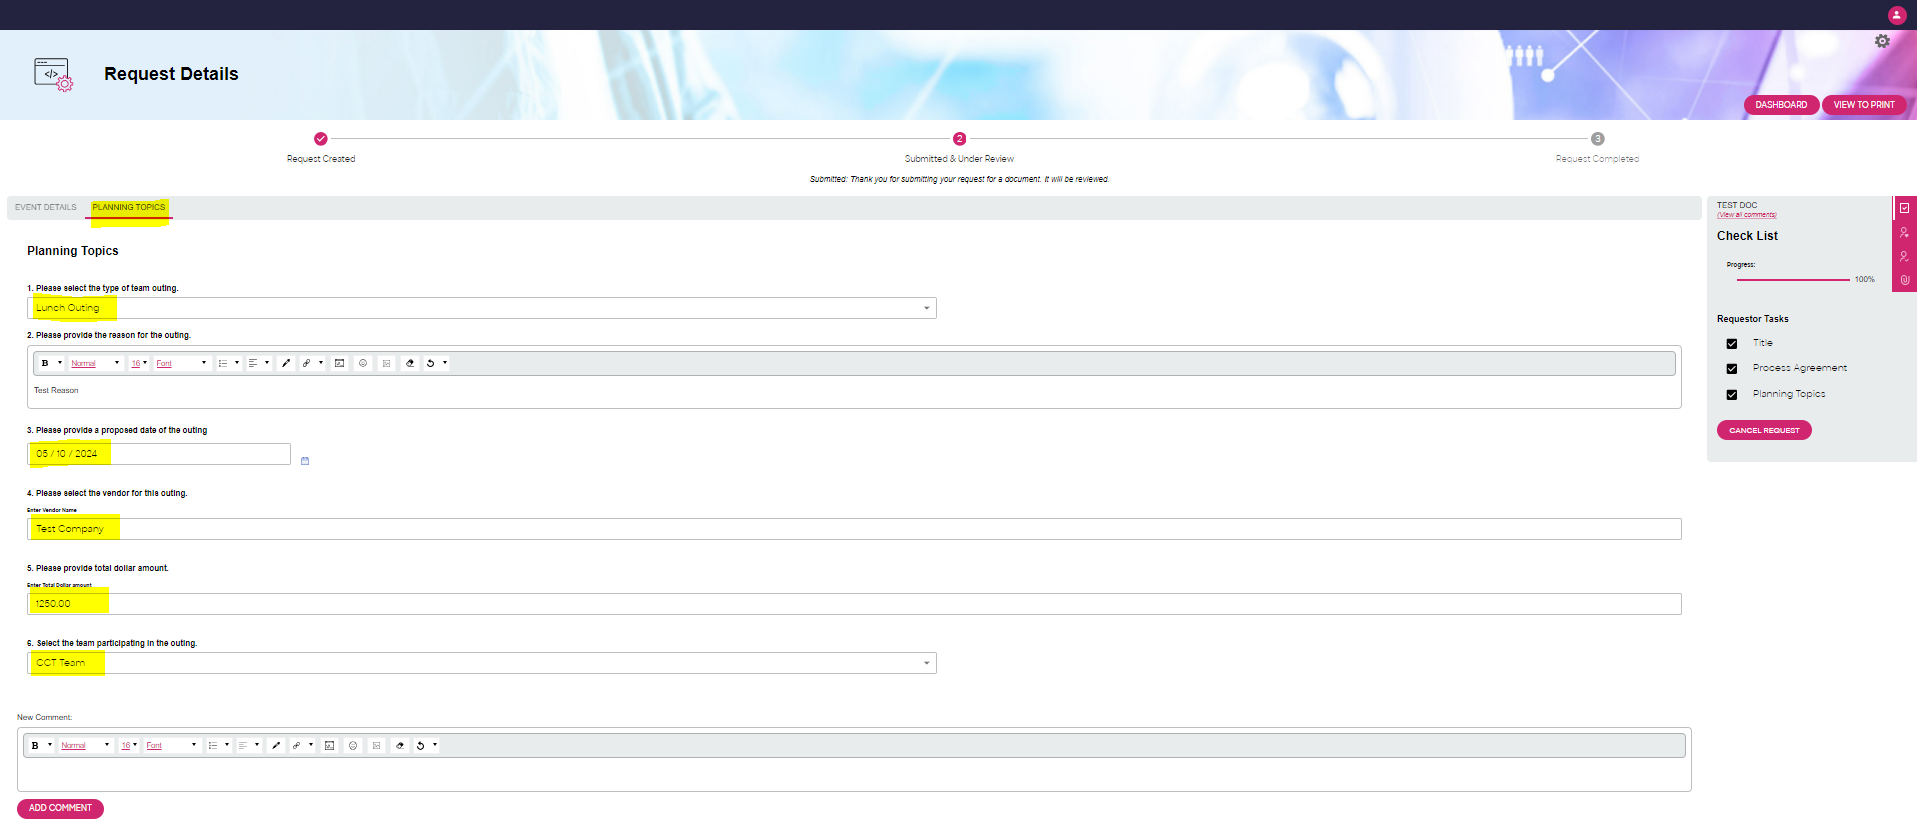 Request Details
DASHBOARD
VIEW TO PRINT
2
3
Request Created
Submitted & Under Review
Request Completed
Submitted: Thank you for submitting your request for a document. It will be reviewed.
EVENT DETAILS
PLANNING TOPICS
Planning Topics
1. Please select the type of team outing.
Lunch Outing
2. Please provide the reason for the outing.
B Normal 16 Font
Test Reason
3. Please provide a proposed date of the outing
05 / 10 / 2024
4. Please select the vendor for this outing.
Enter Vendor Name
Test Company
5. Please provide total dollar amount.
Enter Total Dollar amount
1250.00
6. Select the team participating in the outing.
CCT Team
New Comment:
B Normal 16 Font
ADD COMMENT
TEST DOC
(View all comments)
Check List
Progress:
100%
Requestor Tasks
Title
Process Agreement
Planning Topics
CANCEL REQUEST